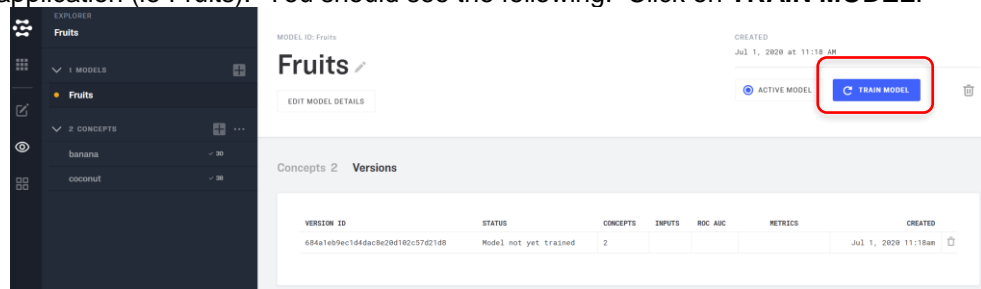 application (ie Fruits). You should see the following. Click on TRAIN MODEL.
EXPLORER
Fruits
1 MODELS
Fruits
2 CONCEPTS
banana
✓ 30
coconut
✓ 30
MODEL ID: Fruits
Fruits
EDIT MODEL DETAILS
CREATED
Jul 1, 2020 at 11:18 AM
ACTIVE MODEL
TRAIN MODEL
Concepts 2 Versions
VERSION ID STATUS CONCEPTS INPUTS ROC AUC METRICS CREATED
684a1eb9ec1d4dac8e20d102c57d21d8 Model not yet trained 2 Jul 1, 2020 11:18am